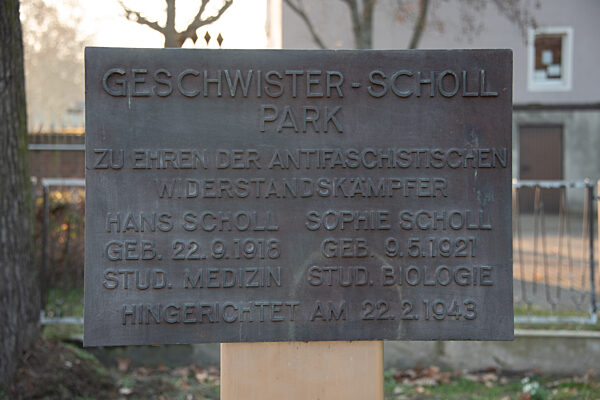 GESCHWISTER-SCHOLL
PARK
ZU EHREN DER ANTIFASCHISTISCHEN
WIDERSTANDSKÄMPFER
HANS SCHOLL SOPHIE SCHOLL
GEB. 22.9.1918 GEB. 9.5.1921
STUD. MEDIZIN STUD. BIOLOGIE
HINGERICHTET AM 22.2.1943